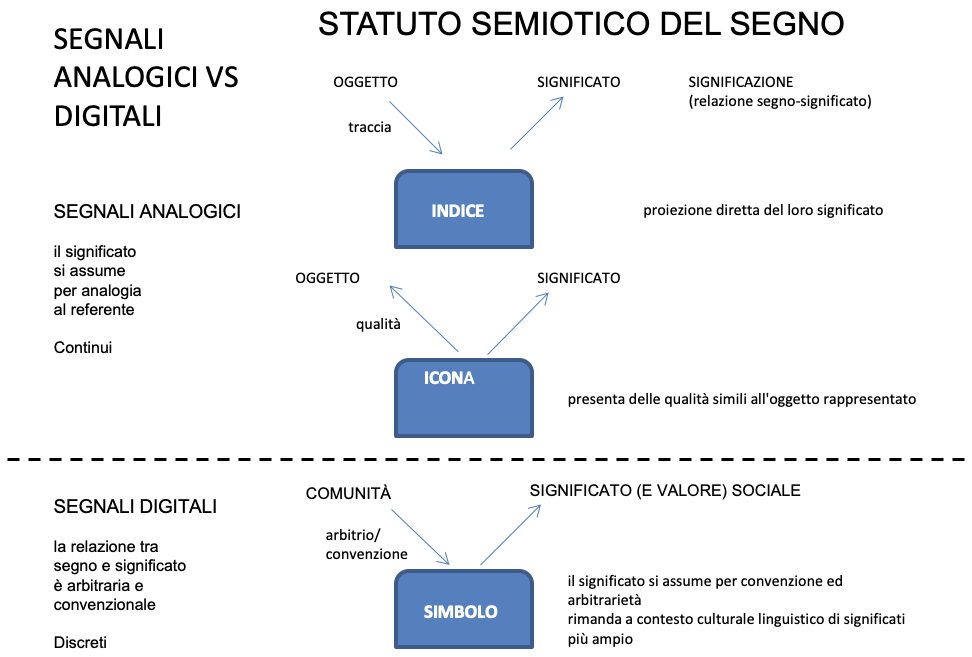 STATUTO SEMIOTICO DEL SEGNO
SEGNALI
ANALOGICI VS
DIGITALI
OGGETTO
SIGNIFICATO
SIGNIFICAZIONE
(relazione segno-significato)
traccia
SEGNALI ANALOGICI
INDICE
proiezione diretta del loro significato
il significato
si assume
per analogia
al referente
Continui
OGGETTO
SIGNIFICATO
qualità
ICONA
presenta delle qualità simili all'oggetto rappresentato
SEGNALI DIGITALI
COMUNITÀ
SIGNIFICATO (E VALORE) SOCIALE
arbitrio/
convenzione
la relazione tra
segno e significato
è arbitraria e
convenzionale
Discreti
SIMBOLO
il significato si assume per convenzione ed
arbitrarietà
rimanda a contesto culturale linguistico di significati
più ampio